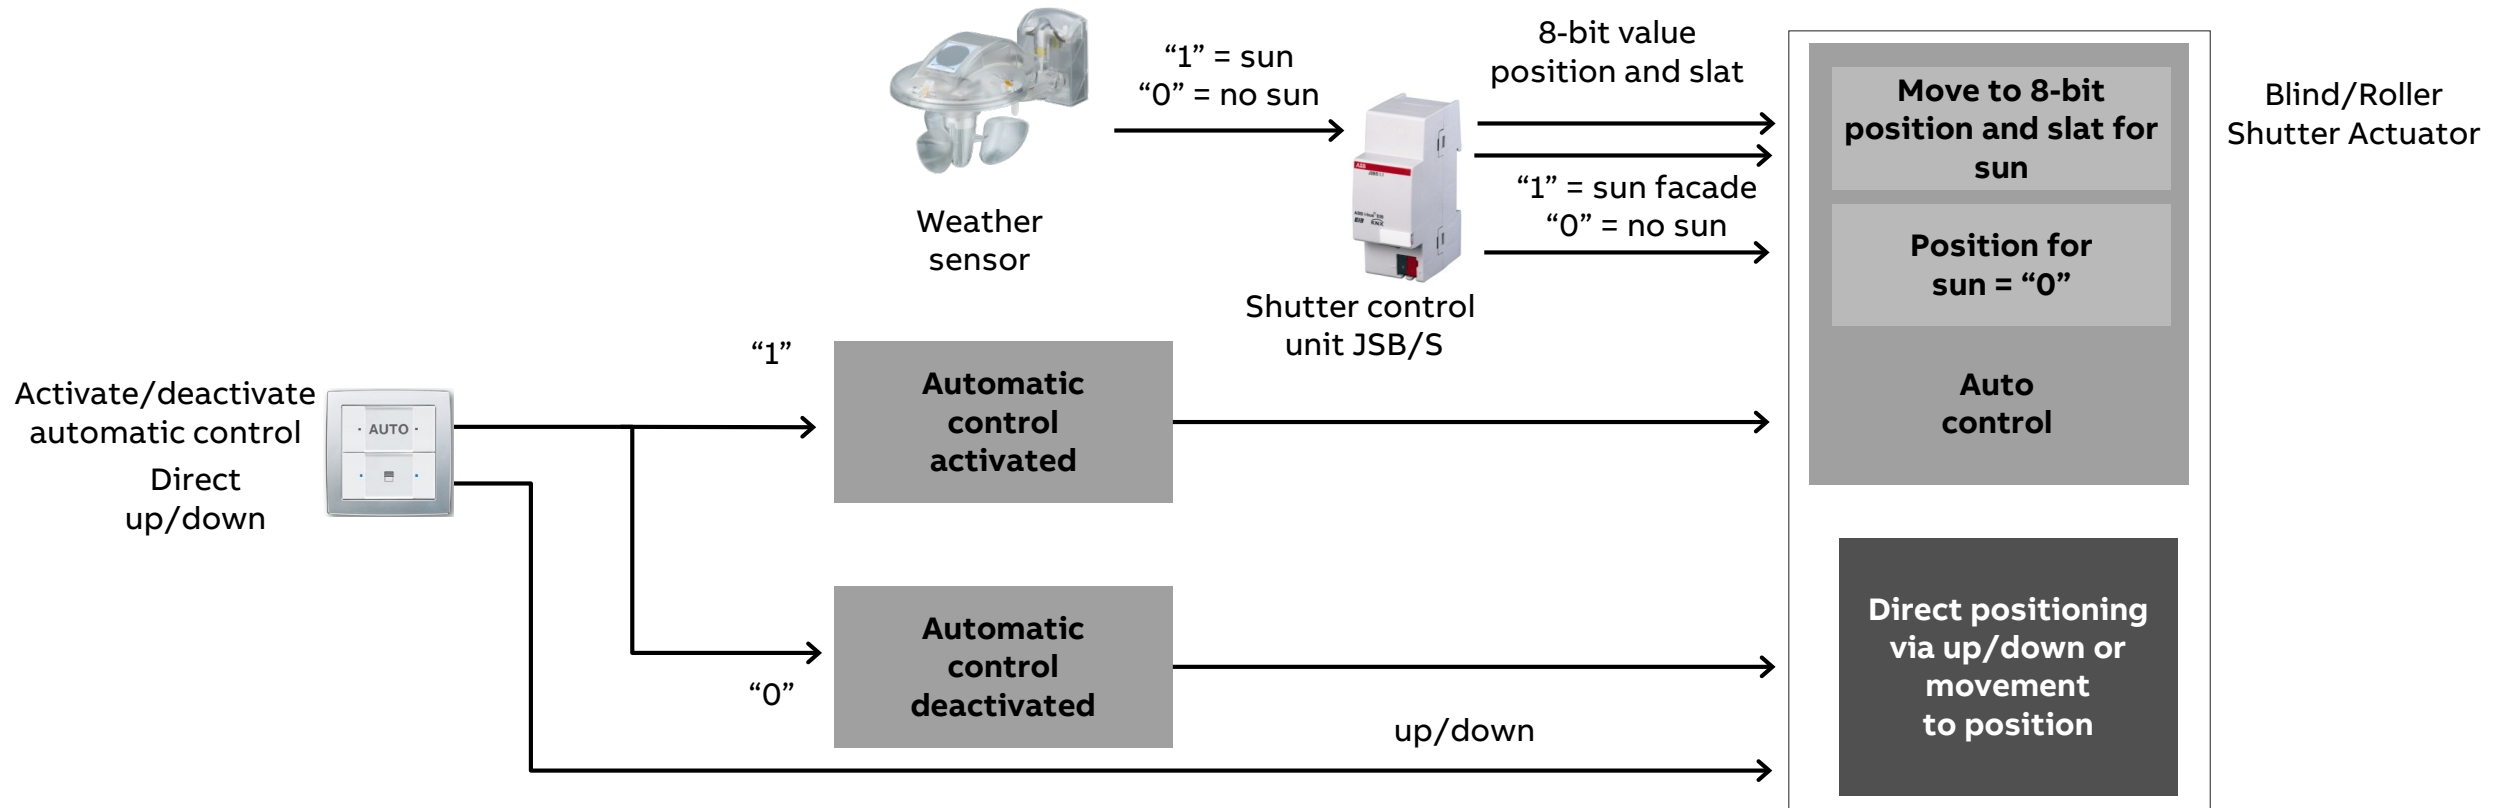 “1” = sun
“0” = no sun
8-bit value
position and slat
Move to 8-bit
position and slat for
sun
Blind/Roller
Shutter Actuator
ABB
“1” = sun facade
“0” = no sun
Weather
sensor
Position for
sun = “0”
Shutter control
unit JSB/S
“1”
Automatic
control
activated
Auto
control
Activate/deactivate
automatic control
AUTO
Direct
up/down
Automatic
control
deactivated
“0”
up/down
Direct positioning
via up/down or
movement
to position